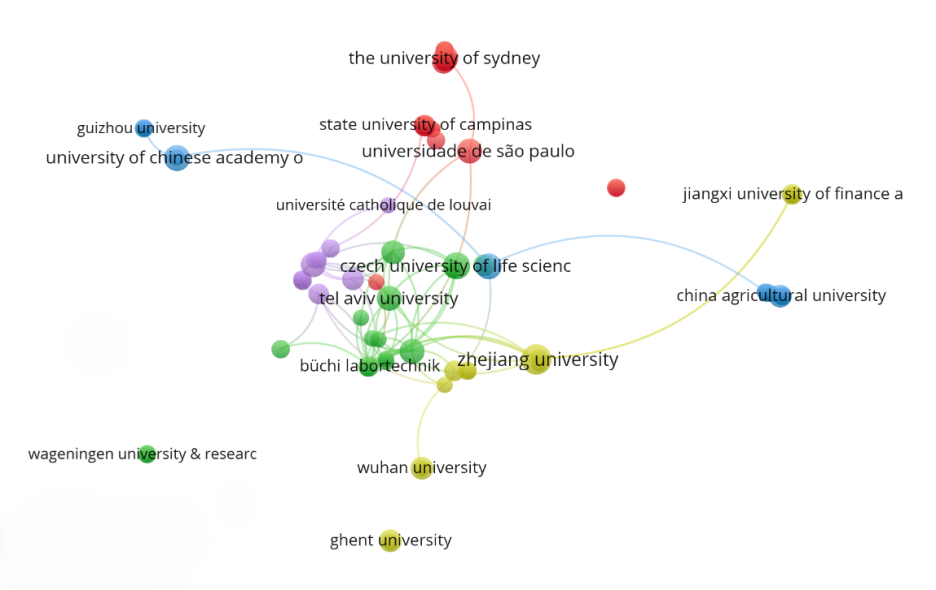 the university of sydney
state university of campinas
guizhou university
universidade de são paulo
university of chinese academy o
jiangxi university of finance a
université catholique de louvai
czech university of life scienc
china agricultural university
tel aviv university
zhejiang university
büchi labortechnik
wageningen university & researc
wuhan university
ghent university